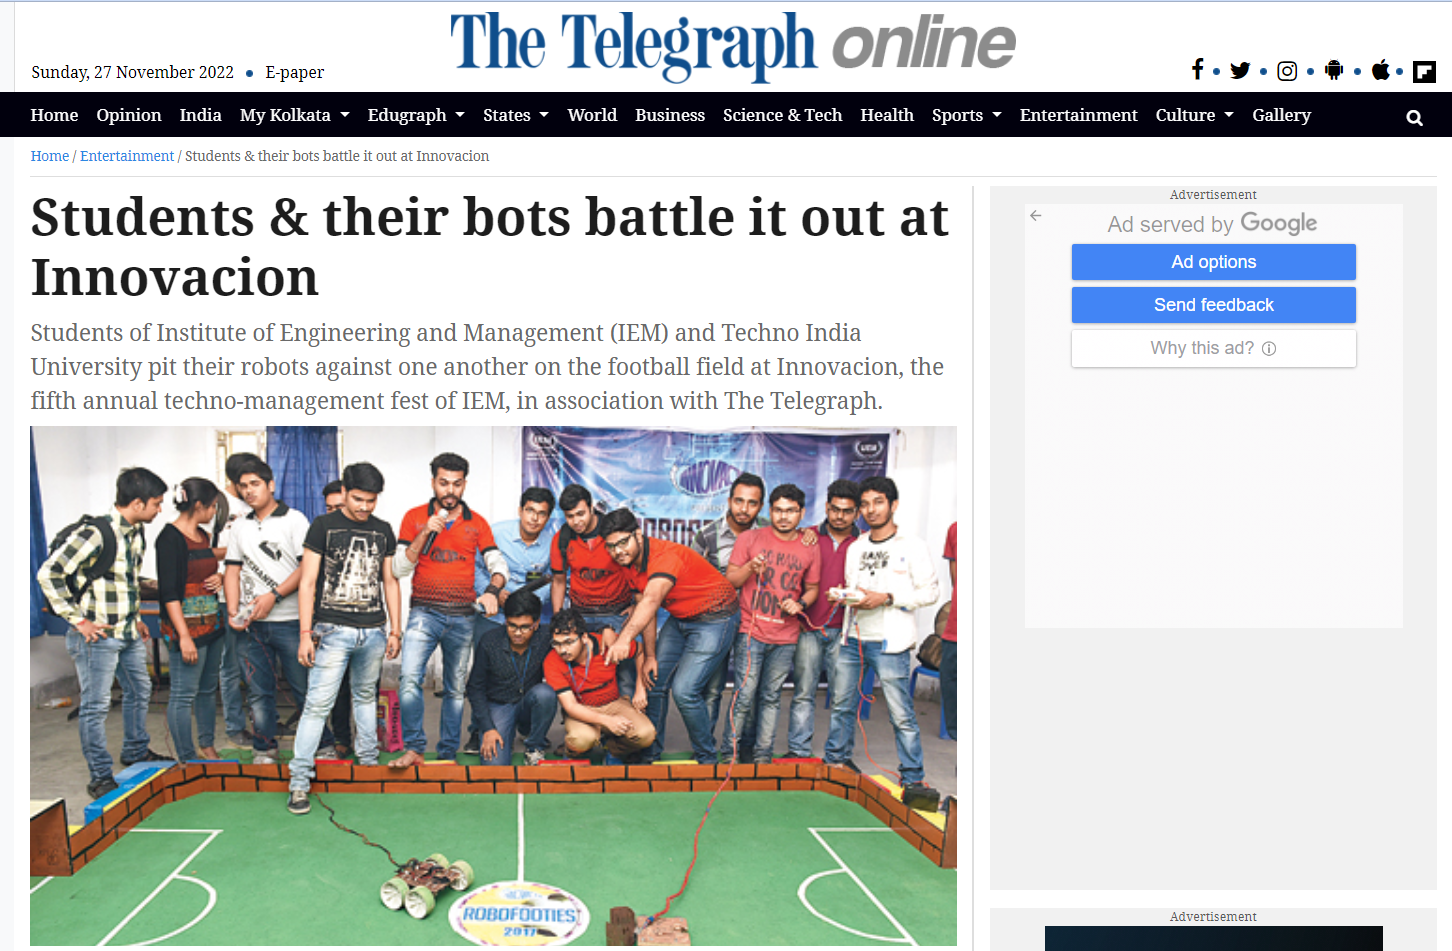 The Telegraph online
Sunday, 27 November 2022 • E-paper
Home Opinion India My Kolkata Edugraph States World Business Science & Tech Health Sports Entertainment Culture Gallery
Home / Entertainment / Students & their bots battle it out at Innovacion
Students & their bots battle it out at
Innovacion
Students of Institute of Engineering and Management (IEM) and Techno India
University pit their robots against one another on the football field at Innovacion, the
fifth annual techno-management fest of IEM, in association with The Telegraph.
ROBOFOOTIES
2017
Advertisement
Ad served by Google
Ad options
Send feedback
Why this ad?
Advertisement